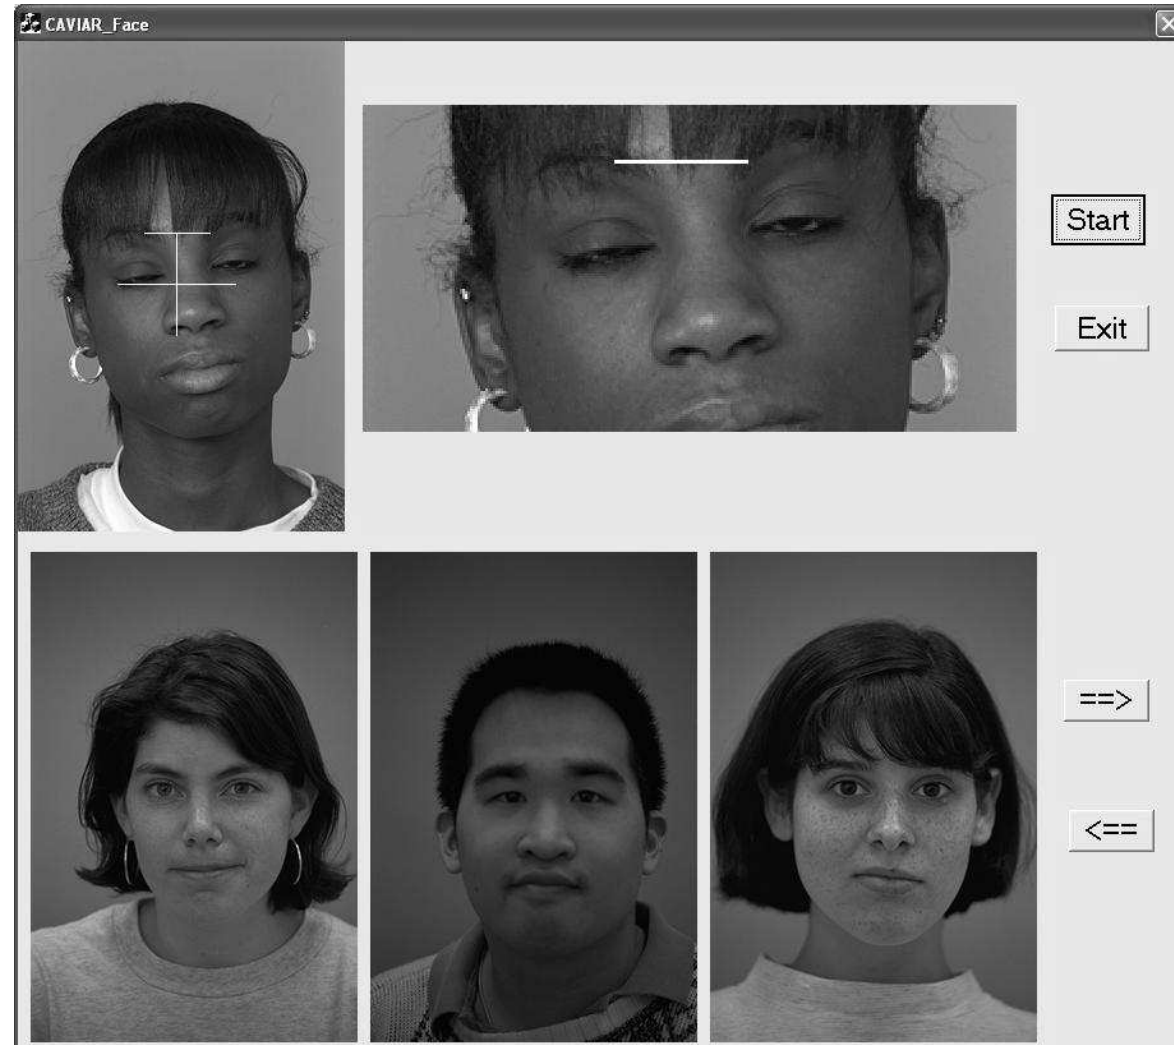 CAVIAR_Face
Start
Exit
==>
<==